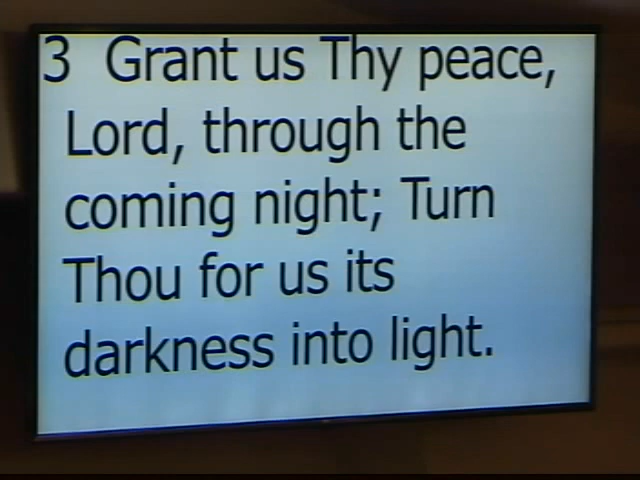 3 Grant us Thy peace,
Lord, through the
coming night; Turn
Thou for us its
darkness into light.